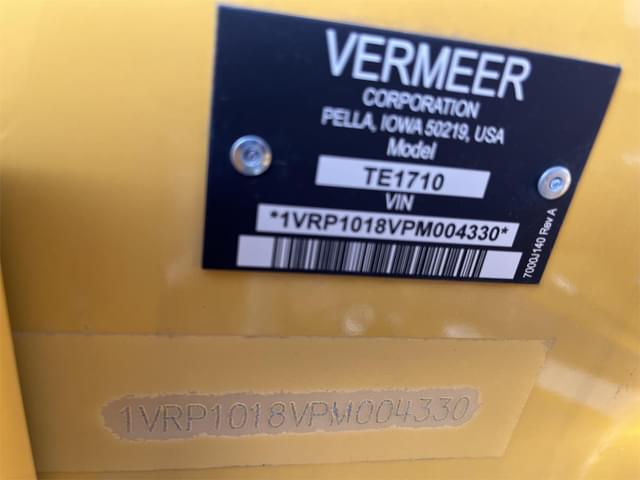 VERMEER
CORPORATION
PELLA, IOWA 50219, USA
Model
TE1710
VIN
*1VRP1018VPM004330*
7000J140 Rev A
1VRP1018VPM004330